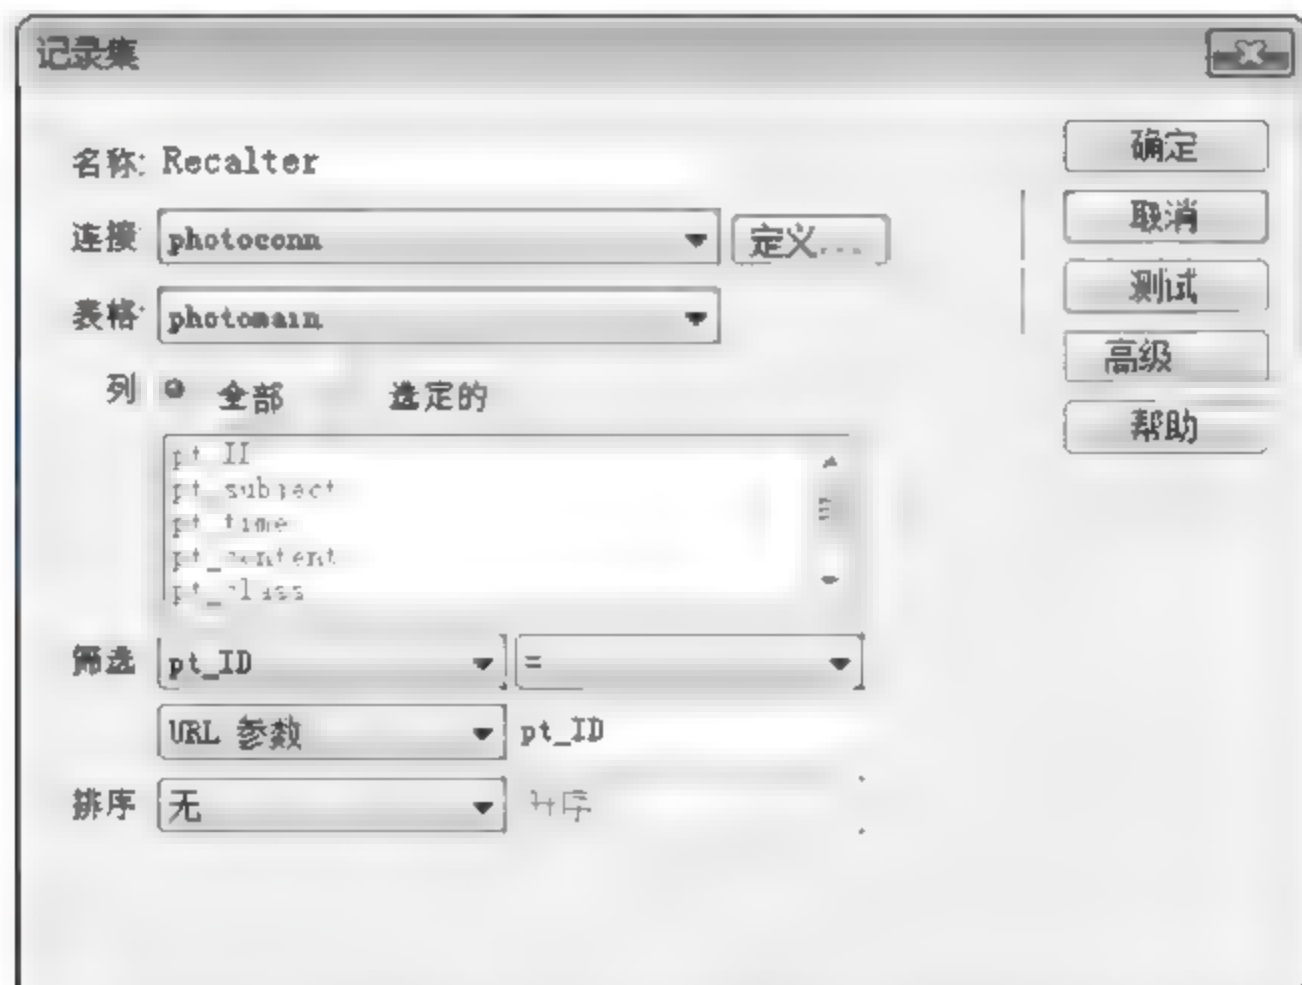 记录集
名称: Recalter
确定
连接: photoconn 定义...
取消
表格: photomain
测试
高级
列: 全部 选定的
帮助
pt_ID
pt_subject
pt_time
pt_content
pt_class
筛选: pt_ID =
URL 参数 pt_ID
排序: 无 升序